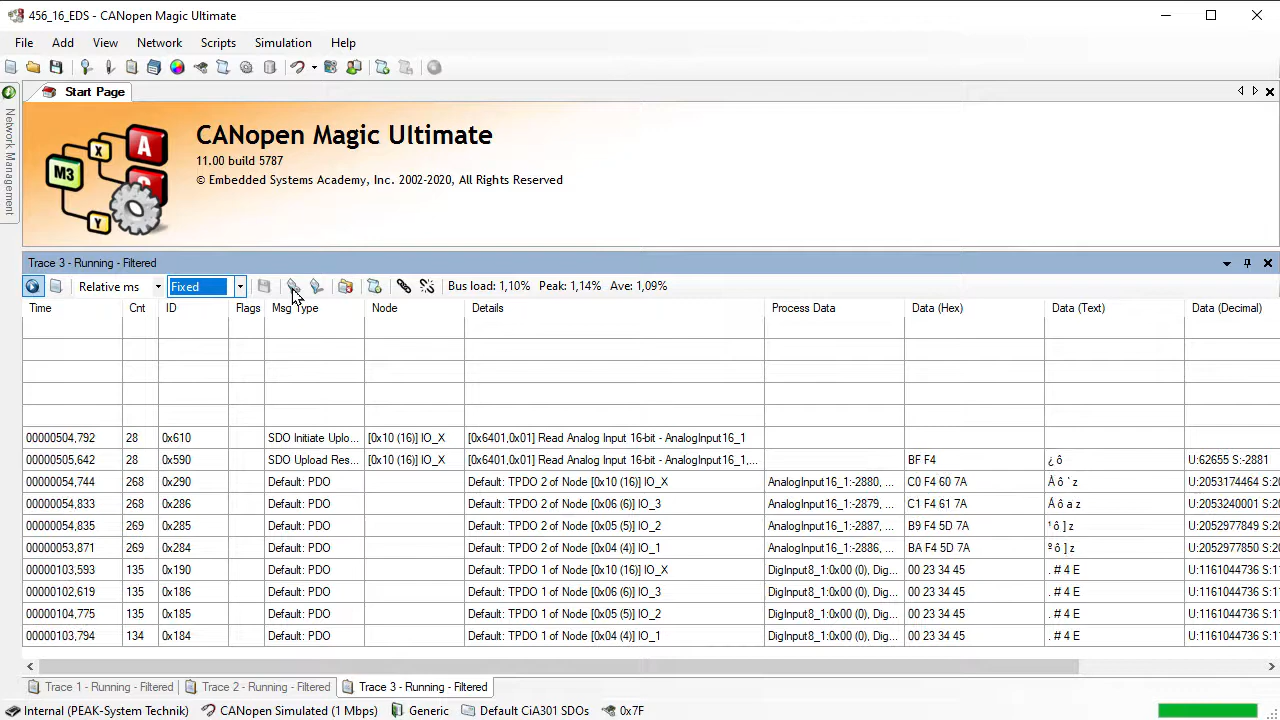 456_16_EDS - CANopen Magic Ultimate
File Add View Network Scripts Simulation Help
Network Management
Start Page
M3 X A Y
CANopen Magic Ultimate
11.00 build 5787
© Embedded Systems Academy, Inc. 2002-2020, All Rights Reserved
Trace 3 - Running - Filtered
Relative ms Fixed Bus load: 1,10% Peak: 1,14% Ave: 1,09%
Time Cnt ID Flags Msg Type Node Details Process Data Data (Hex) Data (Text) Data (Decimal)
00000504,792 28 0x610 SDO Initiate Uplo... [0x10 (16)] IO_X [0x6401,0x01] Read Analog Input 16-bit - AnalogInput16_1
00000505,642 28 0x590 SDO Upload Res... [0x10 (16)] IO_X [0x6401,0x01] Read Analog Input 16-bit - AnalogInput16_1,... BF F4 ¿ ô U:62655 S:-2881
00000054,744 268 0x290 Default: PDO Default: TPDO 2 of Node [0x10 (16)] IO_X AnalogInput16_1:-2880, ... C0 F4 60 7A À ô ` z U:2053174464 S:20
00000054,833 268 0x286 Default: PDO Default: TPDO 2 of Node [0x06 (6)] IO_3 AnalogInput16_1:-2879, ... C1 F4 61 7A Á ô a z U:2053240001 S:20
00000054,835 269 0x285 Default: PDO Default: TPDO 2 of Node [0x05 (5)] IO_2 AnalogInput16_1:-2887, ... B9 F4 5D 7A ¹ ô ] z U:2052977849 S:20
00000053,871 269 0x284 Default: PDO Default: TPDO 2 of Node [0x04 (4)] IO_1 AnalogInput16_1:-2886, ... BA F4 5D 7A º ô ] z U:2052977850 S:20
00000103,593 135 0x190 Default: PDO Default: TPDO 1 of Node [0x10 (16)] IO_X DigInput8_1:0x00 (0), Dig... 00 23 34 45 . # 4 E U:1161044736 S:11
00000102,619 135 0x186 Default: PDO Default: TPDO 1 of Node [0x06 (6)] IO_3 DigInput8_1:0x00 (0), Dig... 00 23 34 45 . # 4 E U:1161044736 S:11
00000104,775 135 0x185 Default: PDO Default: TPDO 1 of Node [0x05 (5)] IO_2 DigInput8_1:0x00 (0), Dig... 00 23 34 45 . # 4 E U:1161044736 S:11
00000103,794 134 0x184 Default: PDO Default: TPDO 1 of Node [0x04 (4)] IO_1 DigInput8_1:0x00 (0), Dig... 00 23 34 45 . # 4 E U:1161044736 S:11
Trace 1 - Running - Filtered Trace 2 - Running - Filtered Trace 3 - Running - Filtered
Internal (PEAK-System Technik) CANopen Simulated (1 Mbps) Generic Default CiA301 SDOs 0x7F